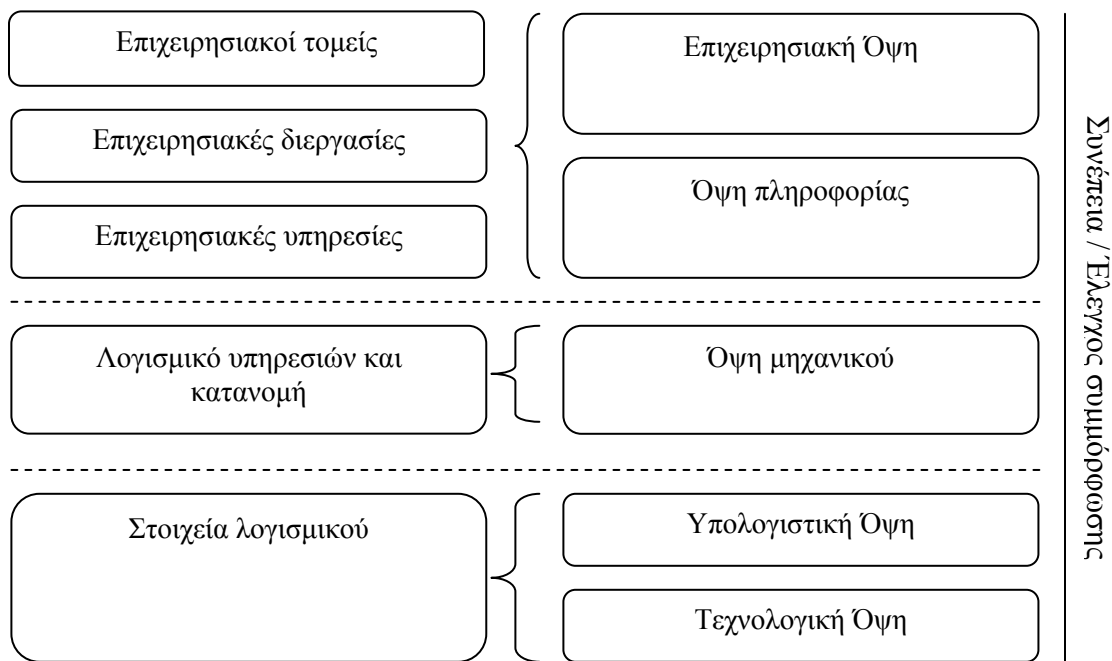 Επιχειρησιακοί τομείς
Επιχειρησιακές διεργασίες
Επιχειρησιακές υπηρεσίες
Επιχειρησιακή Όψη
Όψη πληροφορίας
Λογισμικό υπηρεσιών και
κατανομή
Όψη μηχανικού
Στοιχεία λογισμικού
Υπολογιστική Όψη
Τεχνολογική Όψη
Συνέπεια / Έλεγχος συμμόρφωσης